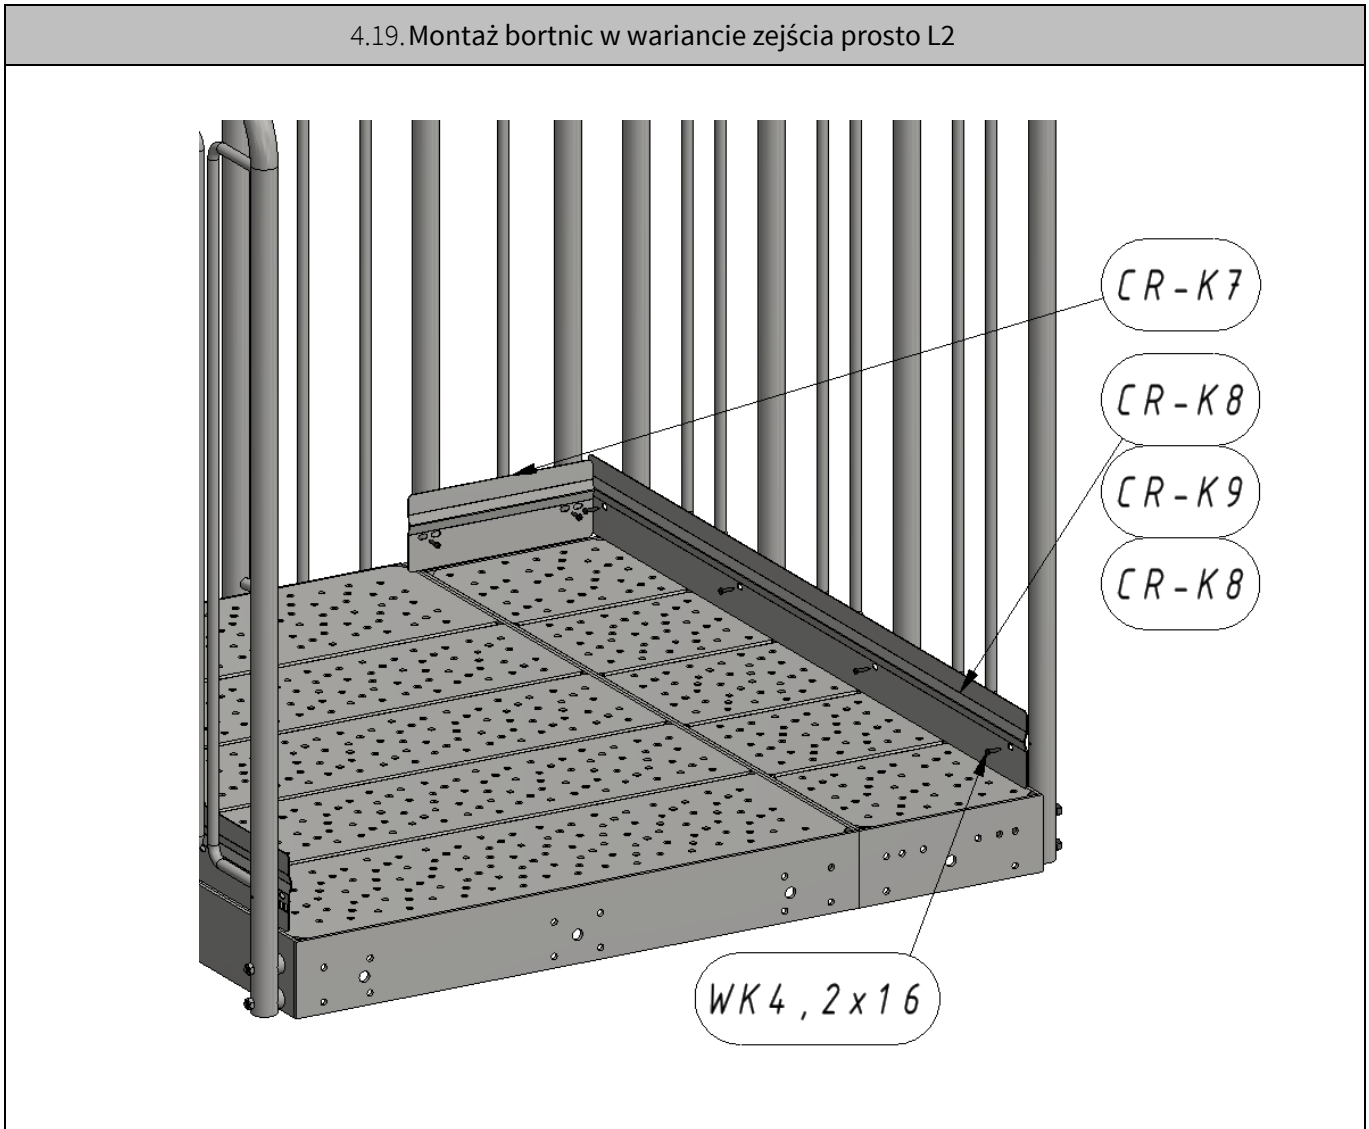 4.19. Montaż bortnic w wariancie zejścia prosto L2
CR-K7
CR-K8
CR-K9
CR-K8
WK4,2x16